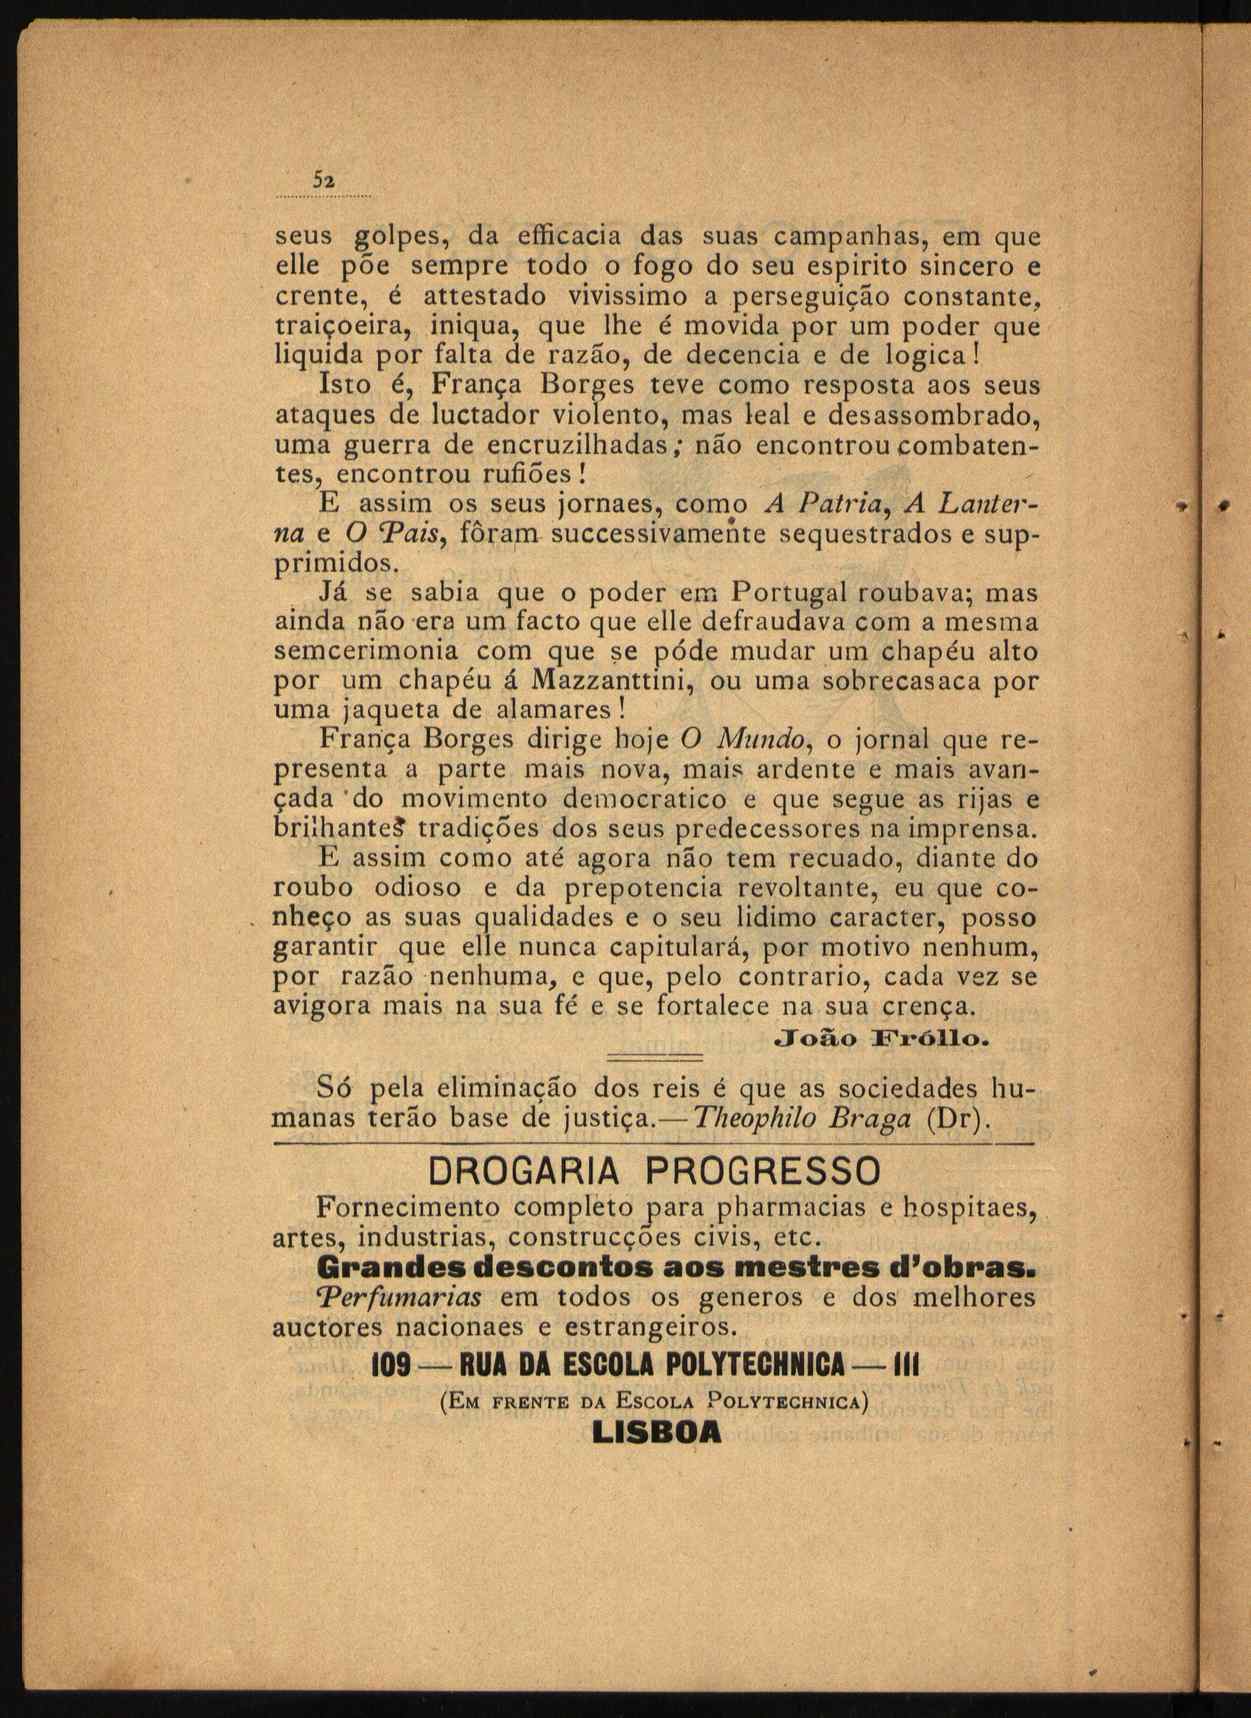 52
seus golpes, da efficacia das suas campanhas, em que
elle põe sempre todo o fogo do seu espirito sincero e
crente, é attestado vivissimo a perseguição constante,
traiçoeira, iniqua, que lhe é movida por um poder que
liquida por falta de razão, de decencia e de logica!
Isto é, França Borges teve como resposta aos seus
ataques de luctador violento, mas leal e desassombrado,
uma guerra de encruzilhadas; não encontrou combaten-
tes, encontrou rufiões!
E assim os seus jornaes, como A Patria, A Lanter-
na e O Pais, fôram successivamente sequestrados e sup-
primidos.
Já se sabia que o poder em Portugal roubava; mas
ainda não era um facto que elle defraudava com a mesma
semcerimonia com que se póde mudar um chapéu alto
por um chapéu á Mazzanttini, ou uma sobrecasaca por
uma jaqueta de alamares!
França Borges dirige hoje O Mundo, o jornal que re-
presenta a parte mais nova, mais ardente e mais avan-
çada do movimento democratico e que segue as rijas e
brilhantes tradições dos seus predecessores na imprensa.
E assim como até agora não tem recuado, diante do
roubo odioso e da prepotencia revoltante, eu que co-
nheço as suas qualidades e o seu lidimo caracter, posso
garantir que elle nunca capitulará, por motivo nenhum,
por razão nenhuma, e que, pelo contrario, cada vez se
avigora mais na sua fé e se fortalece na sua crença.
João Fróllo.
Só pela eliminação dos reis é que as sociedades hu-
manas terão base de justiça.—Theophilo Braga (Dr).
DROGARIA PROGRESSO
Fornecimento completo para pharmacias e hospitaes,
artes, industrias, construcções civis, etc.
Grandes descontos aos mestres d'obras.
Perfumarias em todos os generos e dos melhores
auctores nacionaes e estrangeiros.
109—RUA DA ESCOLA POLYTECHNICA—111
(Em frente da Escola Polytechnica)
LISBOA